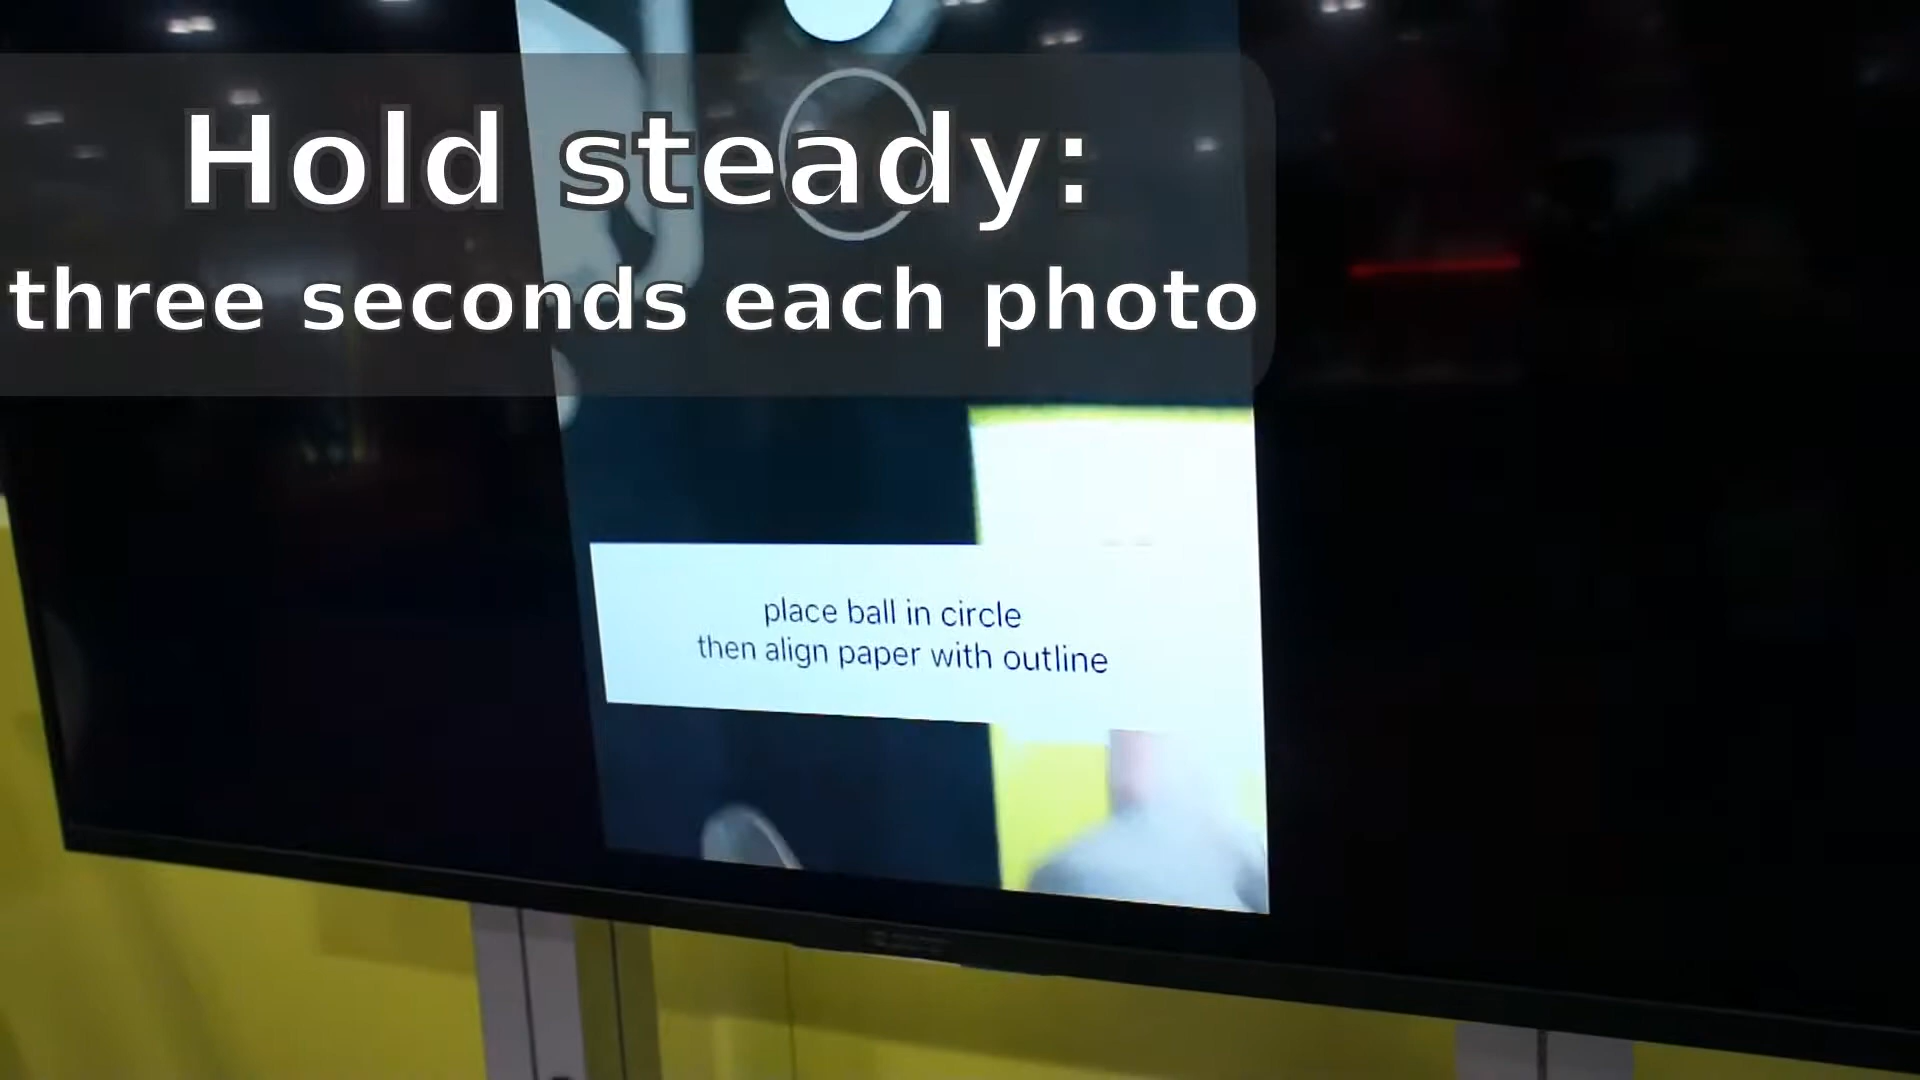 Hold steady:
three seconds each photo
place ball in circle
then align paper with outline